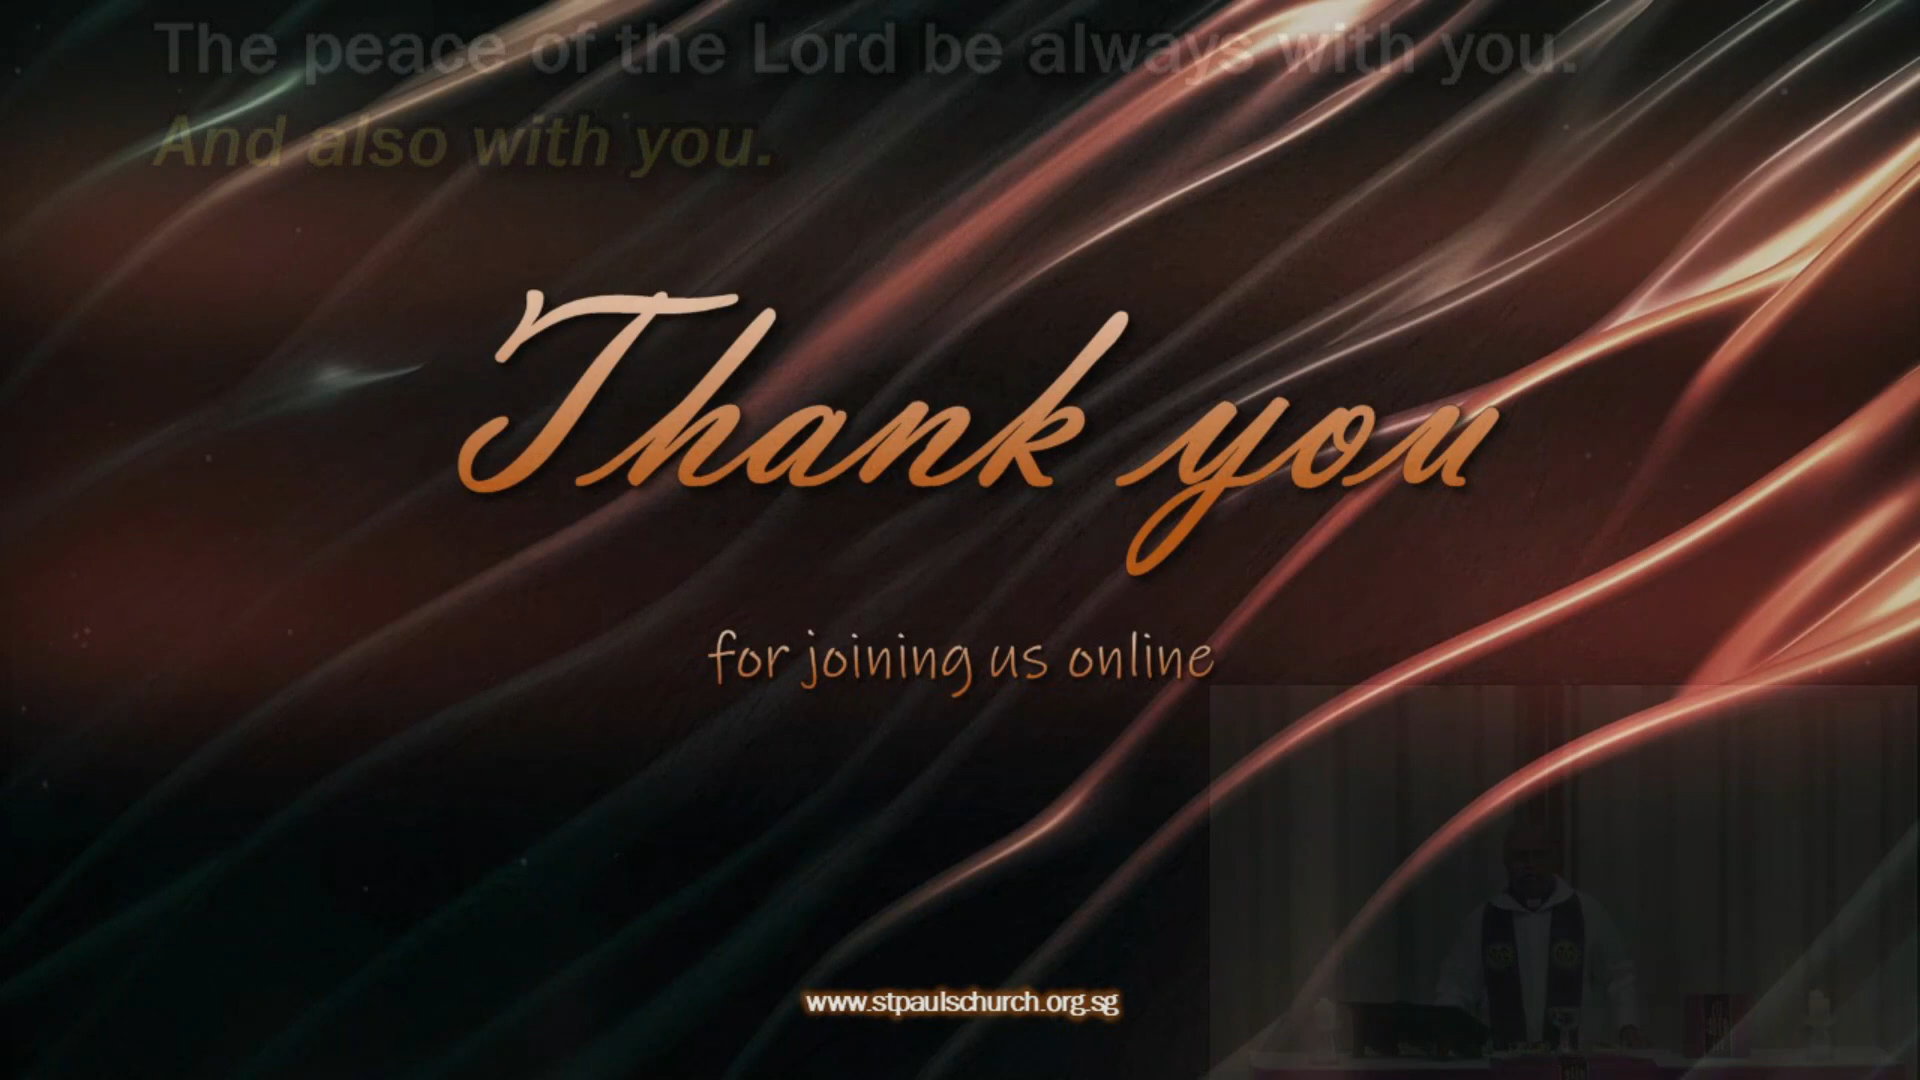 The peace of the Lord be always with you.
And also with you.
Thank you
for joining us online
www.stpaulschurch.org.sg